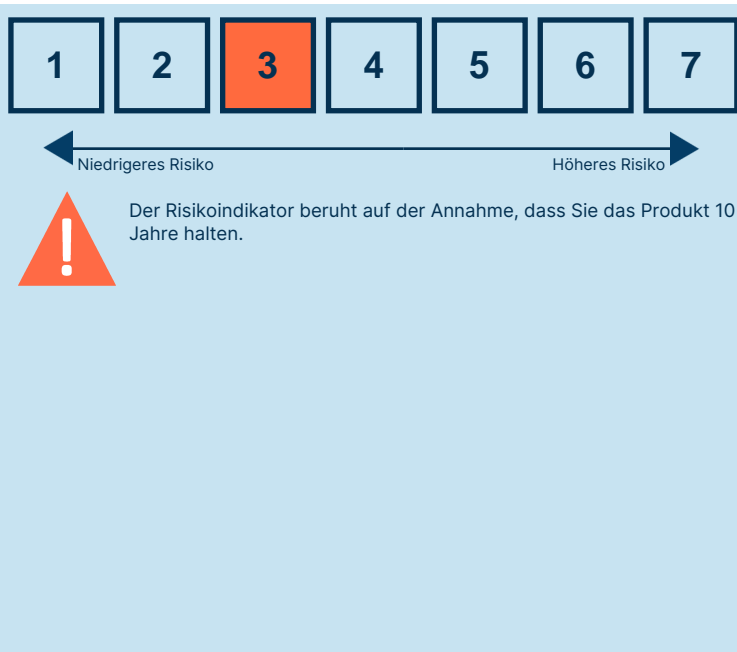 1 2 3 4 5 6 7
Niedrigeres Risiko Höheres Risiko
! Der Risikoindikator beruht auf der Annahme, dass Sie das Produkt 10
Jahre halten.